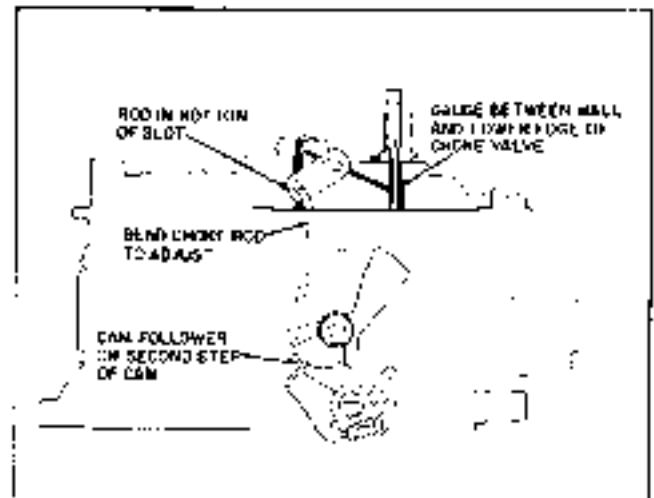 ROD IN BOTTOM
OF SLOT
GAUGE BETWEEN WALL
AND LOWER EDGE OF
CHOKE VALVE
BEND CHOKE ROD
TO ADJUST
CAM FOLLOWER
ON SECOND STEP
OF CAM